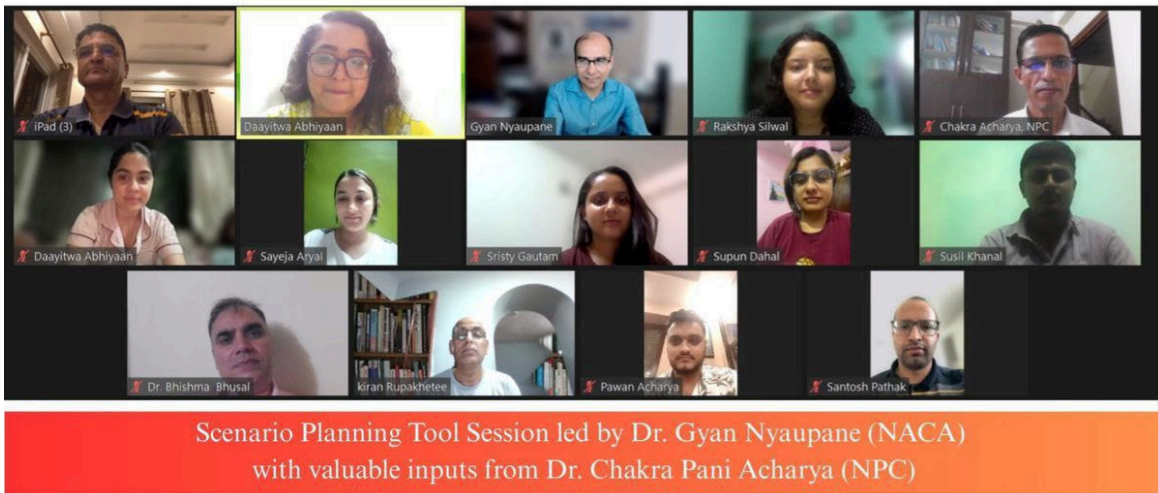 iPad (3)
Daayitwa Abhiyaan
Gyan Nyaupane
Rakshya Silwal
Chakra Acharya, NPC
Daayitwa Abhiyaan
Sayeja Aryal
Sristy Gautam
Supun Dahal
Susil Khanal
Dr. Bhishma Bhusal
kiran Rupakhetee
Pawan Acharya
Santosh Pathak
Scenario Planning Tool Session led by Dr. Gyan Nyaupane (NACA)
with valuable inputs from Dr. Chakra Pani Acharya (NPC)